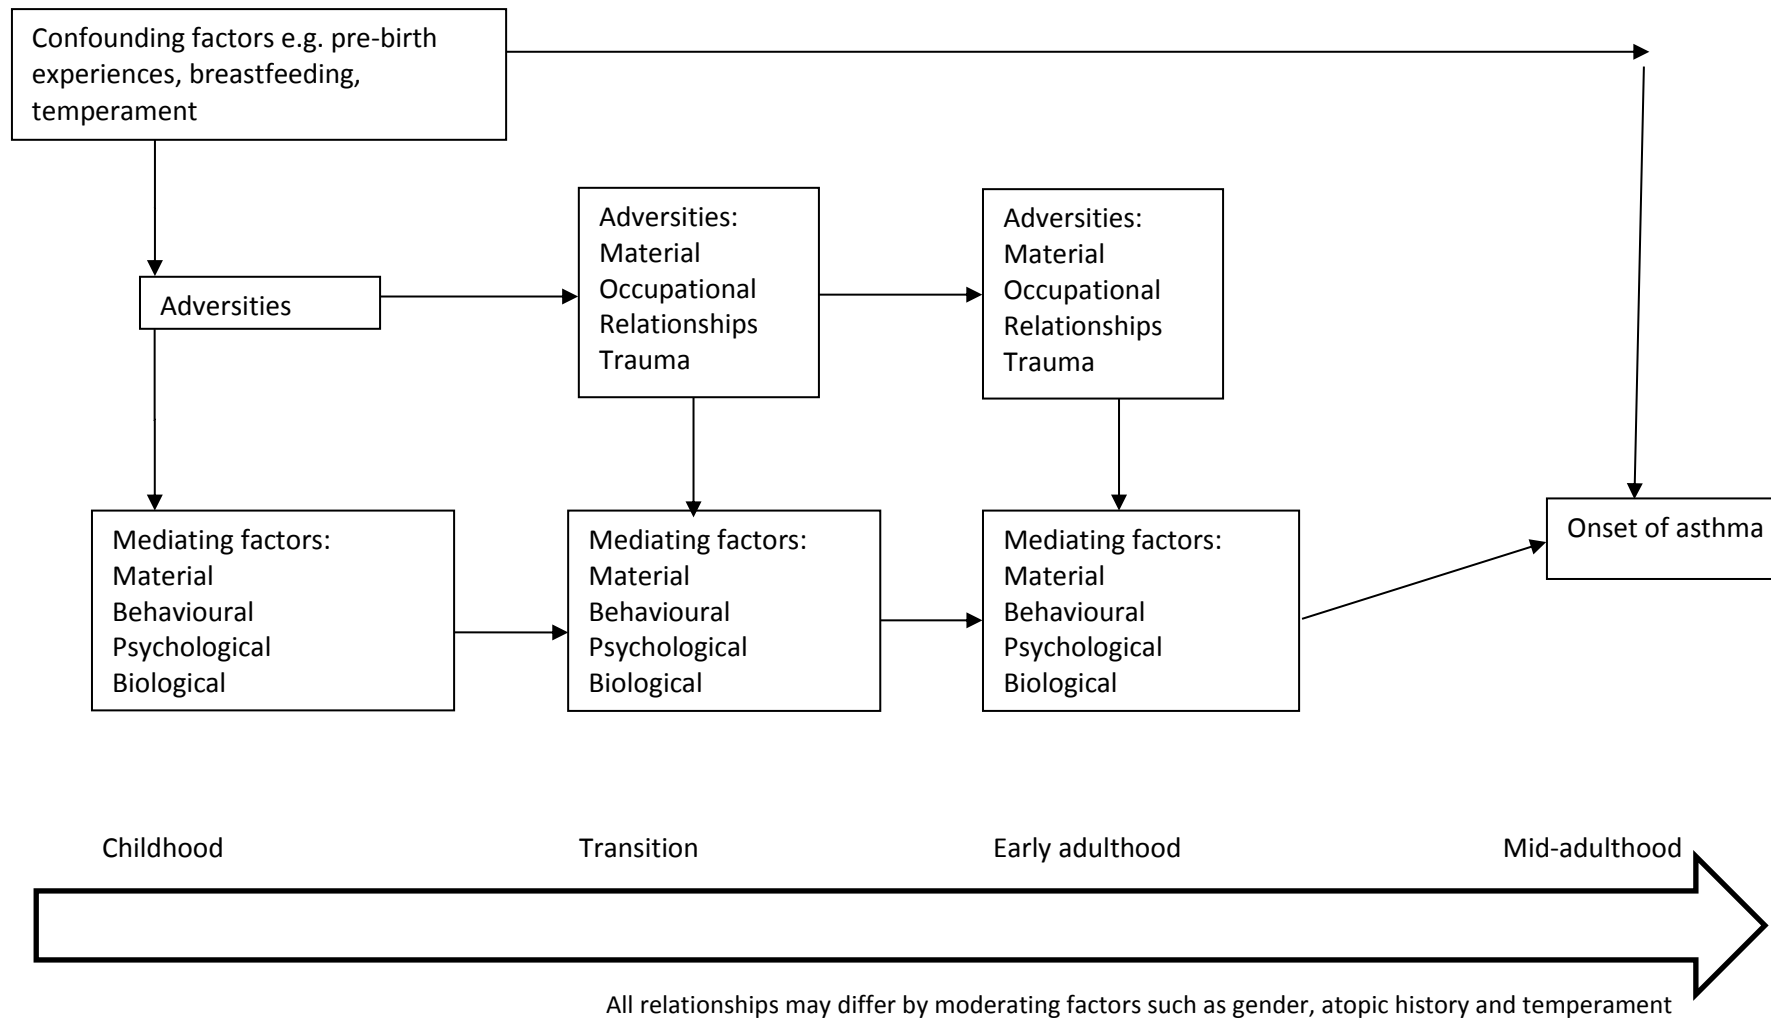 Confounding factors e.g. pre-birth
experiences, breastfeeding,
temperament
Adversities
Adversities:
Material
Occupational
Relationships
Trauma
Adversities:
Material
Occupational
Relationships
Trauma
Mediating factors:
Material
Behavioural
Psychological
Biological
Mediating factors:
Material
Behavioural
Psychological
Biological
Mediating factors:
Material
Behavioural
Psychological
Biological
Onset of asthma
Childhood
Transition
Early adulthood
Mid-adulthood
All relationships may differ by moderating factors such as gender, atopic history and temperament